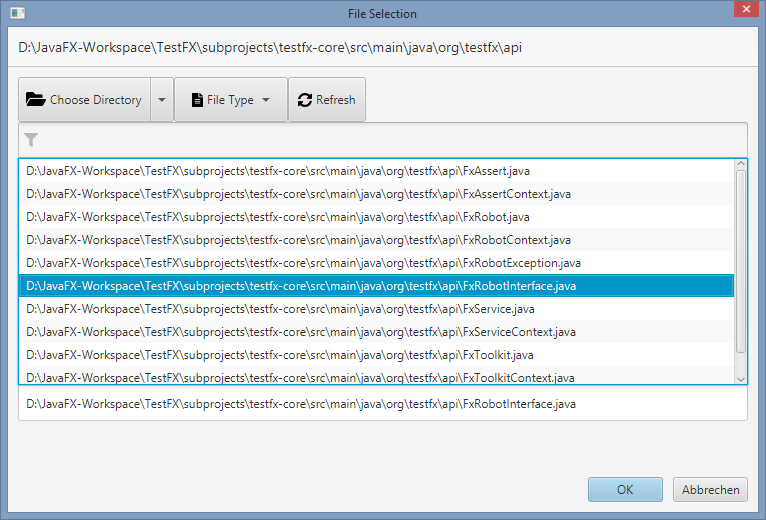 File Selection
D:\JavaFX-Workspace\TestFX\subprojects\testfx-core\src\main\java\org\testfx\api
Choose Directory File Type Refresh
D:\JavaFX-Workspace\TestFX\subprojects\testfx-core\src\main\java\org\testfx\api\FxAssert.java
D:\JavaFX-Workspace\TestFX\subprojects\testfx-core\src\main\java\org\testfx\api\FxAssertContext.java
D:\JavaFX-Workspace\TestFX\subprojects\testfx-core\src\main\java\org\testfx\api\FxRobot.java
D:\JavaFX-Workspace\TestFX\subprojects\testfx-core\src\main\java\org\testfx\api\FxRobotContext.java
D:\JavaFX-Workspace\TestFX\subprojects\testfx-core\src\main\java\org\testfx\api\FxRobotException.java
D:\JavaFX-Workspace\TestFX\subprojects\testfx-core\src\main\java\org\testfx\api\FxRobotInterface.java
D:\JavaFX-Workspace\TestFX\subprojects\testfx-core\src\main\java\org\testfx\api\FxService.java
D:\JavaFX-Workspace\TestFX\subprojects\testfx-core\src\main\java\org\testfx\api\FxServiceContext.java
D:\JavaFX-Workspace\TestFX\subprojects\testfx-core\src\main\java\org\testfx\api\FxToolkit.java
D:\JavaFX-Workspace\TestFX\subprojects\testfx-core\src\main\java\org\testfx\api\FxToolkitContext.java
D:\JavaFX-Workspace\TestFX\subprojects\testfx-core\src\main\java\org\testfx\api\FxRobotInterface.java
OK Abbrechen